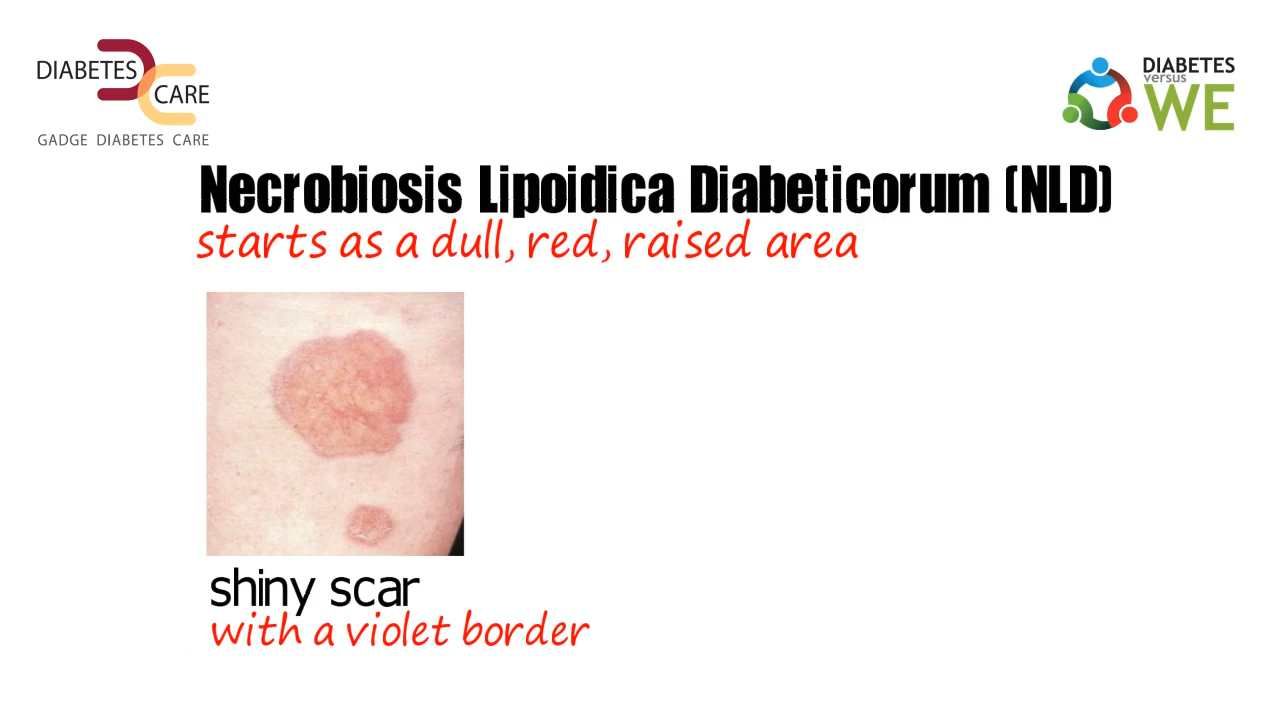 DIABETES
CARE
GADGE DIABETES CARE
DIABETES
versus
WE
Necrobiosis Lipoidica Diabeticorum (NLD)
starts as a dull, red, raised area
shiny scar
with a violet border